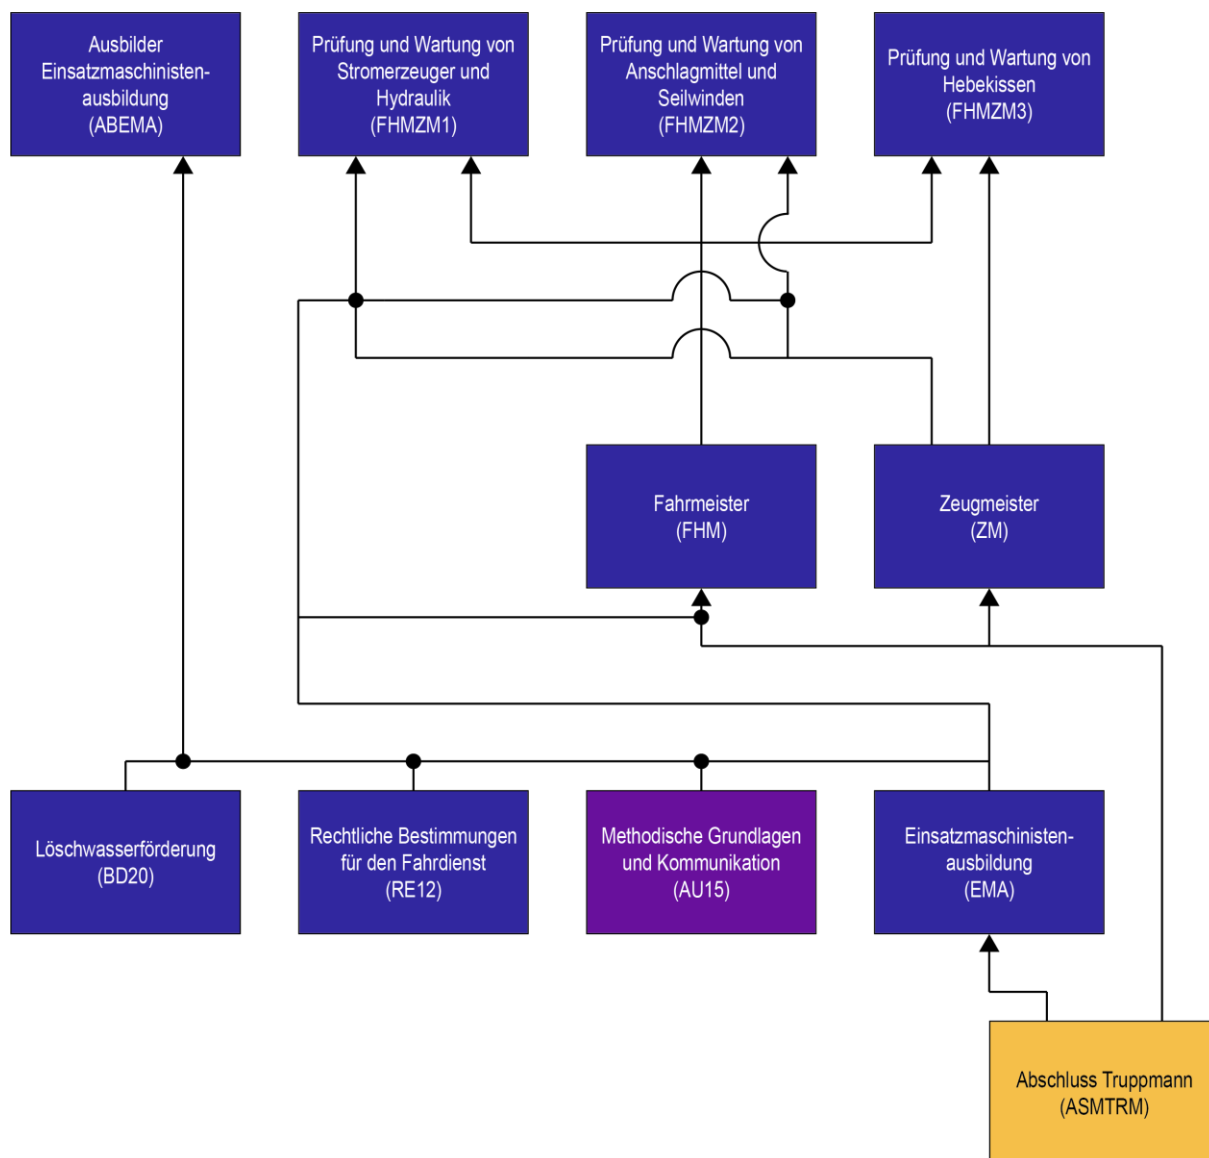 Ausbilder
Einsatzmaschinisten-
ausbildung
(ABEMA)
Prüfung und Wartung von
Stromerzeuger und
Hydraulik
(FHMZM1)
Prüfung und Wartung von
Anschlagmittel und
Seilwinden
(FHMZM2)
Prüfung und Wartung von
Hebekissen
(FHMZM3)
Fahrmeister
(FHM)
Zeugmeister
(ZM)
Löschwasserförderung
(BD20)
Rechtliche Bestimmungen
für den Fahrdienst
(RE12)
Methodische Grundlagen
und Kommunikation
(AU15)
Einsatzmaschinisten-
ausbildung
(EMA)
Abschluss Truppmann
(ASMTRM)